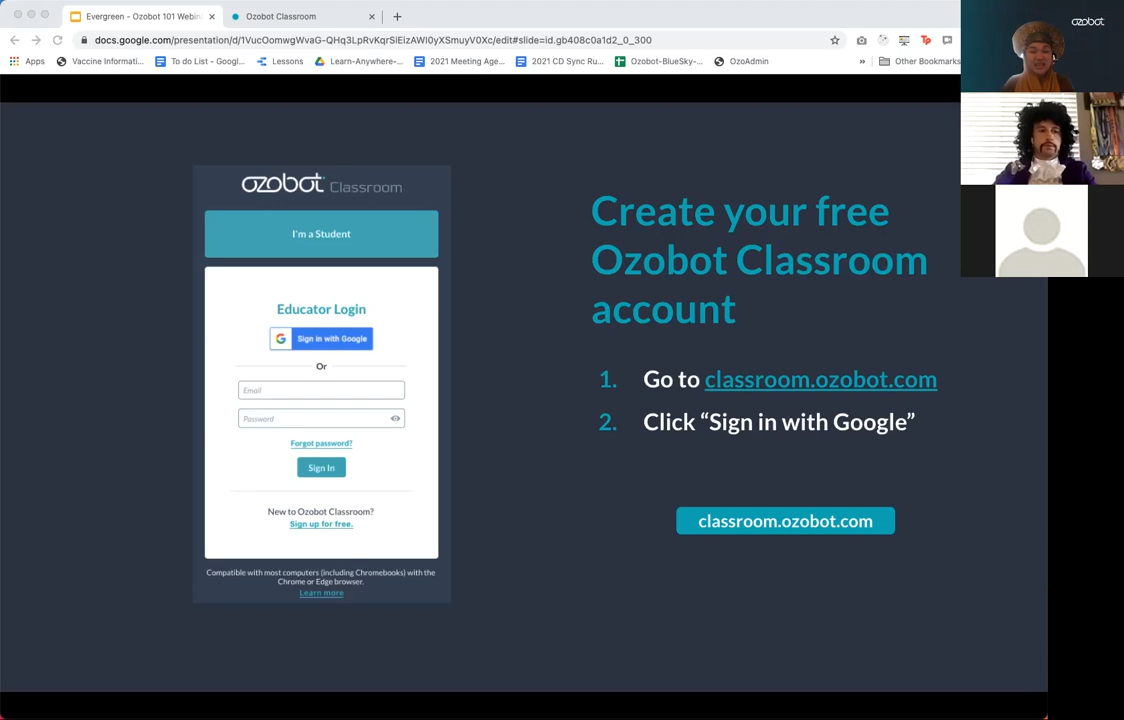 Evergreen - Ozobot 101 Webin
Ozobot Classroom
docs.google.com/presentation/d/1VucOomwgWvaG-QHq3LpRvKqrSiEizAWl0yXSmuyV0Xc/edit#slide=id.gb408c0a1d2_0_300
Apps
Vaccine Informati...
To do List - Googl...
Lessons
Learn-Anywhere-...
2021 Meeting Age...
2021 CD Sync Ru...
Ozobot-BlueSky-...
OzoAdmin
»
Other Bookmarks
ozobot
ozobot Classroom
I'm a Student
Educator Login
Sign in with Google
Or
Email
Password
Forgot password?
Sign In
New to Ozobot Classroom?
Sign up for free.
Compatible with most computers (including Chromebooks) with the
Chrome or Edge browser.
Learn more
Create your free
Ozobot Classroom
account
1. Go to classroom.ozobot.com
2. Click “Sign in with Google”
classroom.ozobot.com